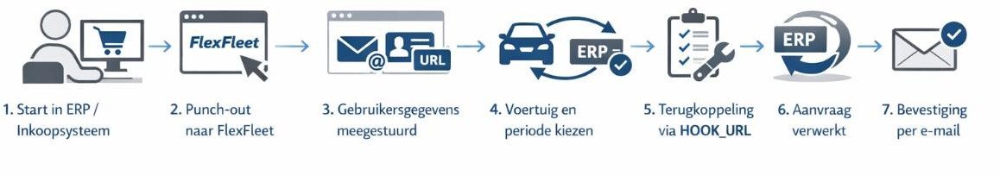 FlexFleet
@
URL
ERP
ERP
1. Start in ERP /
Inkoopsysteem
2. Punch-out
naar FlexFleet
3. Gebruikersgegevens
meegestuurd
4. Voertuig en
periode kiezen
5. Terugkoppeling
via HOOK_URL
6. Aanvraag
verwerkt
7. Bevestiging
per e-mail